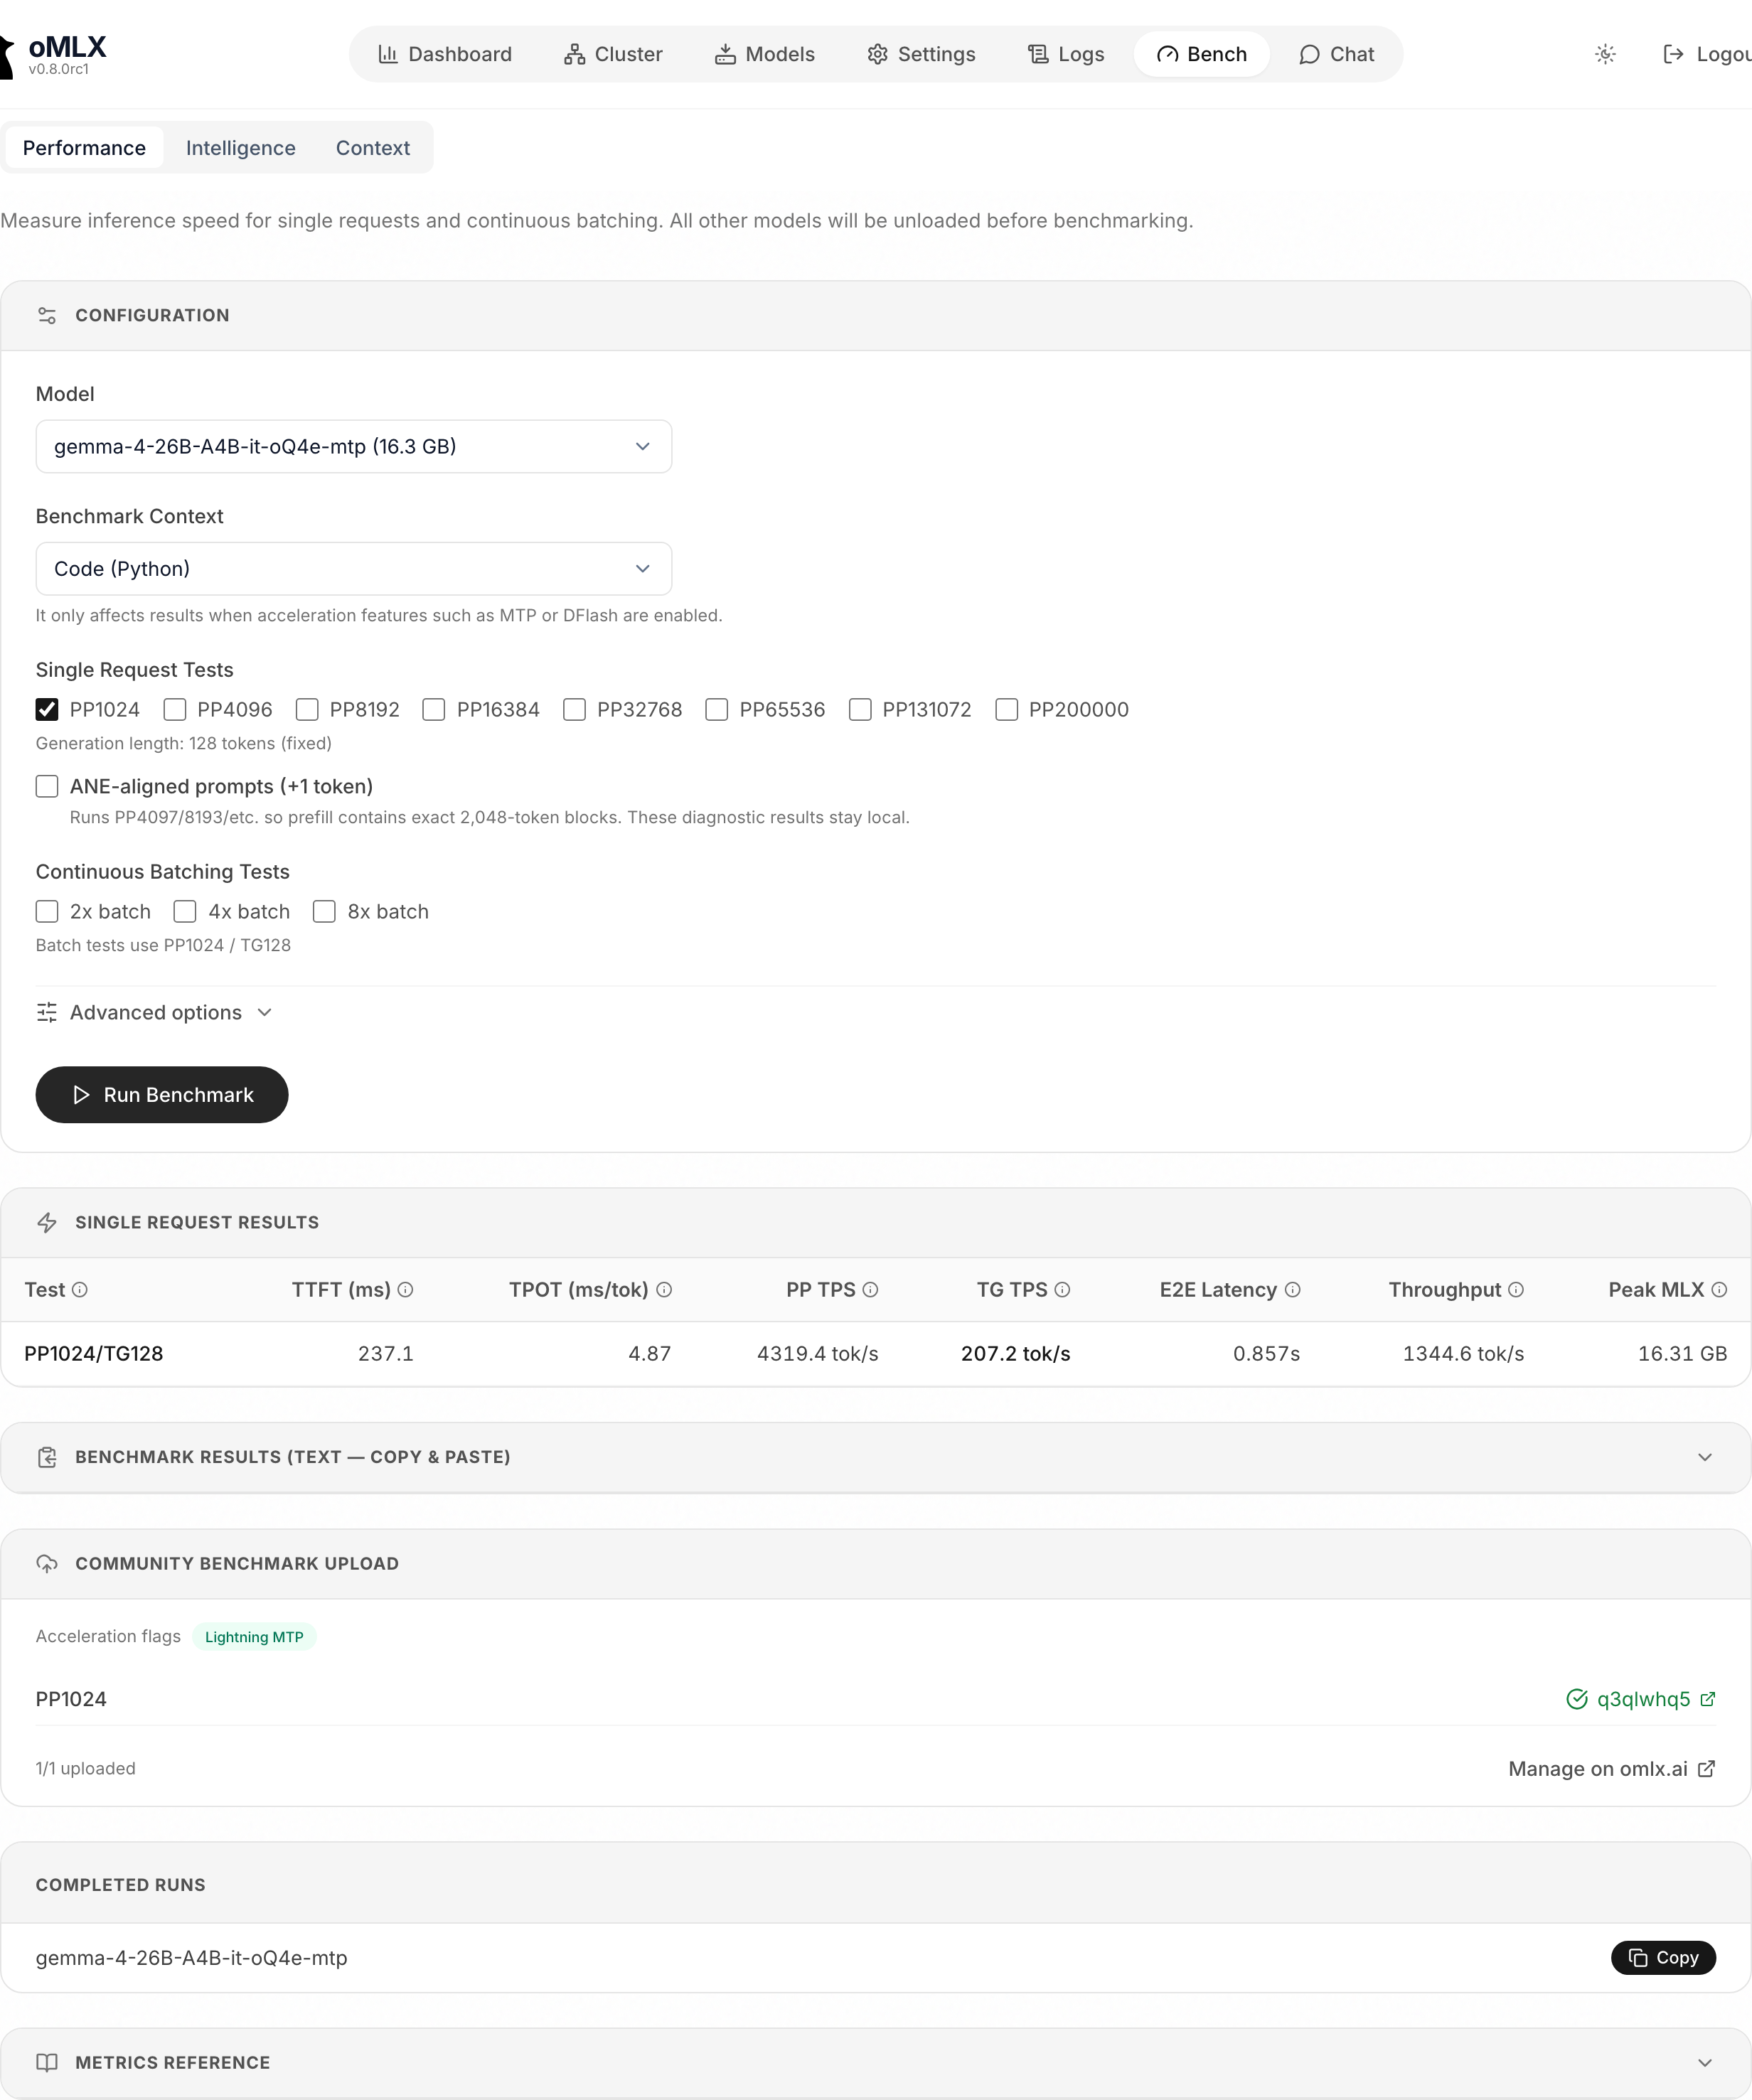 oMLX
v0.8.0rc1
Dashboard Cluster Models Settings Logs Bench Chat Logou
Performance Intelligence Context
Measure inference speed for single requests and continuous batching. All other models will be unloaded before benchmarking.
CONFIGURATION
Model
gemma-4-26B-A4B-it-oQ4e-mtp (16.3 GB)
Benchmark Context
Code (Python)
It only affects results when acceleration features such as MTP or DFlash are enabled.
Single Request Tests
PP1024 PP4096 PP8192 PP16384 PP32768 PP65536 PP131072 PP200000
Generation length: 128 tokens (fixed)
ANE-aligned prompts (+1 token)
Runs PP4097/8193/etc. so prefill contains exact 2,048-token blocks. These diagnostic results stay local.
Continuous Batching Tests
2x batch 4x batch 8x batch
Batch tests use PP1024 / TG128
Advanced options
Run Benchmark
SINGLE REQUEST RESULTS
Test TTFT (ms) TPOT (ms/tok) PP TPS TG TPS E2E Latency Throughput Peak MLX
PP1024/TG128 237.1 4.87 4319.4 tok/s 207.2 tok/s 0.857s 1344.6 tok/s 16.31 GB
BENCHMARK RESULTS (TEXT — COPY & PASTE)
COMMUNITY BENCHMARK UPLOAD
Acceleration flags Lightning MTP
PP1024 q3qlwhq5
1/1 uploaded Manage on omlx.ai
COMPLETED RUNS
gemma-4-26B-A4B-it-oQ4e-mtp Copy
METRICS REFERENCE